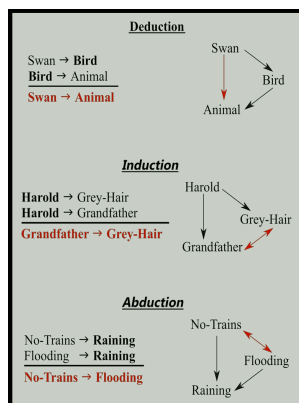 Deduction
Swan → Bird
Bird → Animal
Swan → Animal
Swan
Bird
Animal
Induction
Harold → Grey-Hair
Harold → Grandfather
Grandfather → Grey-Hair
Harold
Grey-Hair
Grandfather
Abduction
No-Trains → Raining
Flooding → Raining
No-Trains → Flooding
No-Trains
Flooding
Raining